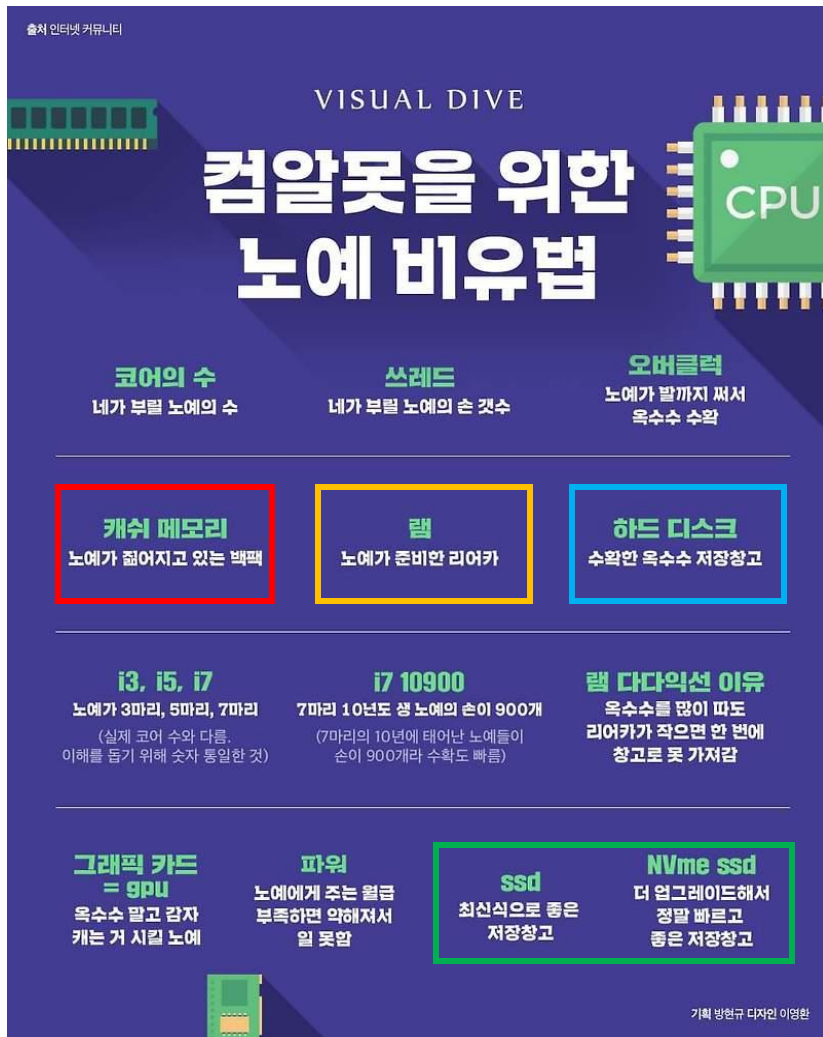 출처 인터넷 커뮤니티
VISUAL DIVE
컴알못을 위한
노예 비유법
CPU
코어의 수
네가 부릴 노예의 수
쓰레드
네가 부릴 노예의 손 갯수
오버클럭
노예가 발까지 써서
옥수수 수확
캐쉬 메모리
노예가 짊어지고 있는 백팩
램
노예가 준비한 리어카
하드 디스크
수확한 옥수수 저장창고
i3, i5, i7
노예가 3마리, 5마리, 7마리
(실제 코어 수와 다름.
이해를 돕기 위해 숫자 통일한 것)
i7 10900
7마리 10년도 생 노예의 손이 900개
(7마리의 10년에 태어난 노예들이
손이 900개라 수확도 빠름)
램 다다익선 이유
옥수수를 많이 따도
리어카가 작으면 한 번에
창고로 못 가져감
그래픽 카드
= gpu
옥수수 말고 감자
캐는 거 시킬 노예
파워
노예에게 주는 월급
부족하면 약해져서
일 못함
ssd
최신식으로 좋은
저장창고
NVme ssd
더 업그레이드해서
정말 빠르고
좋은 저장창고
기획 방현규 디자인 이영환